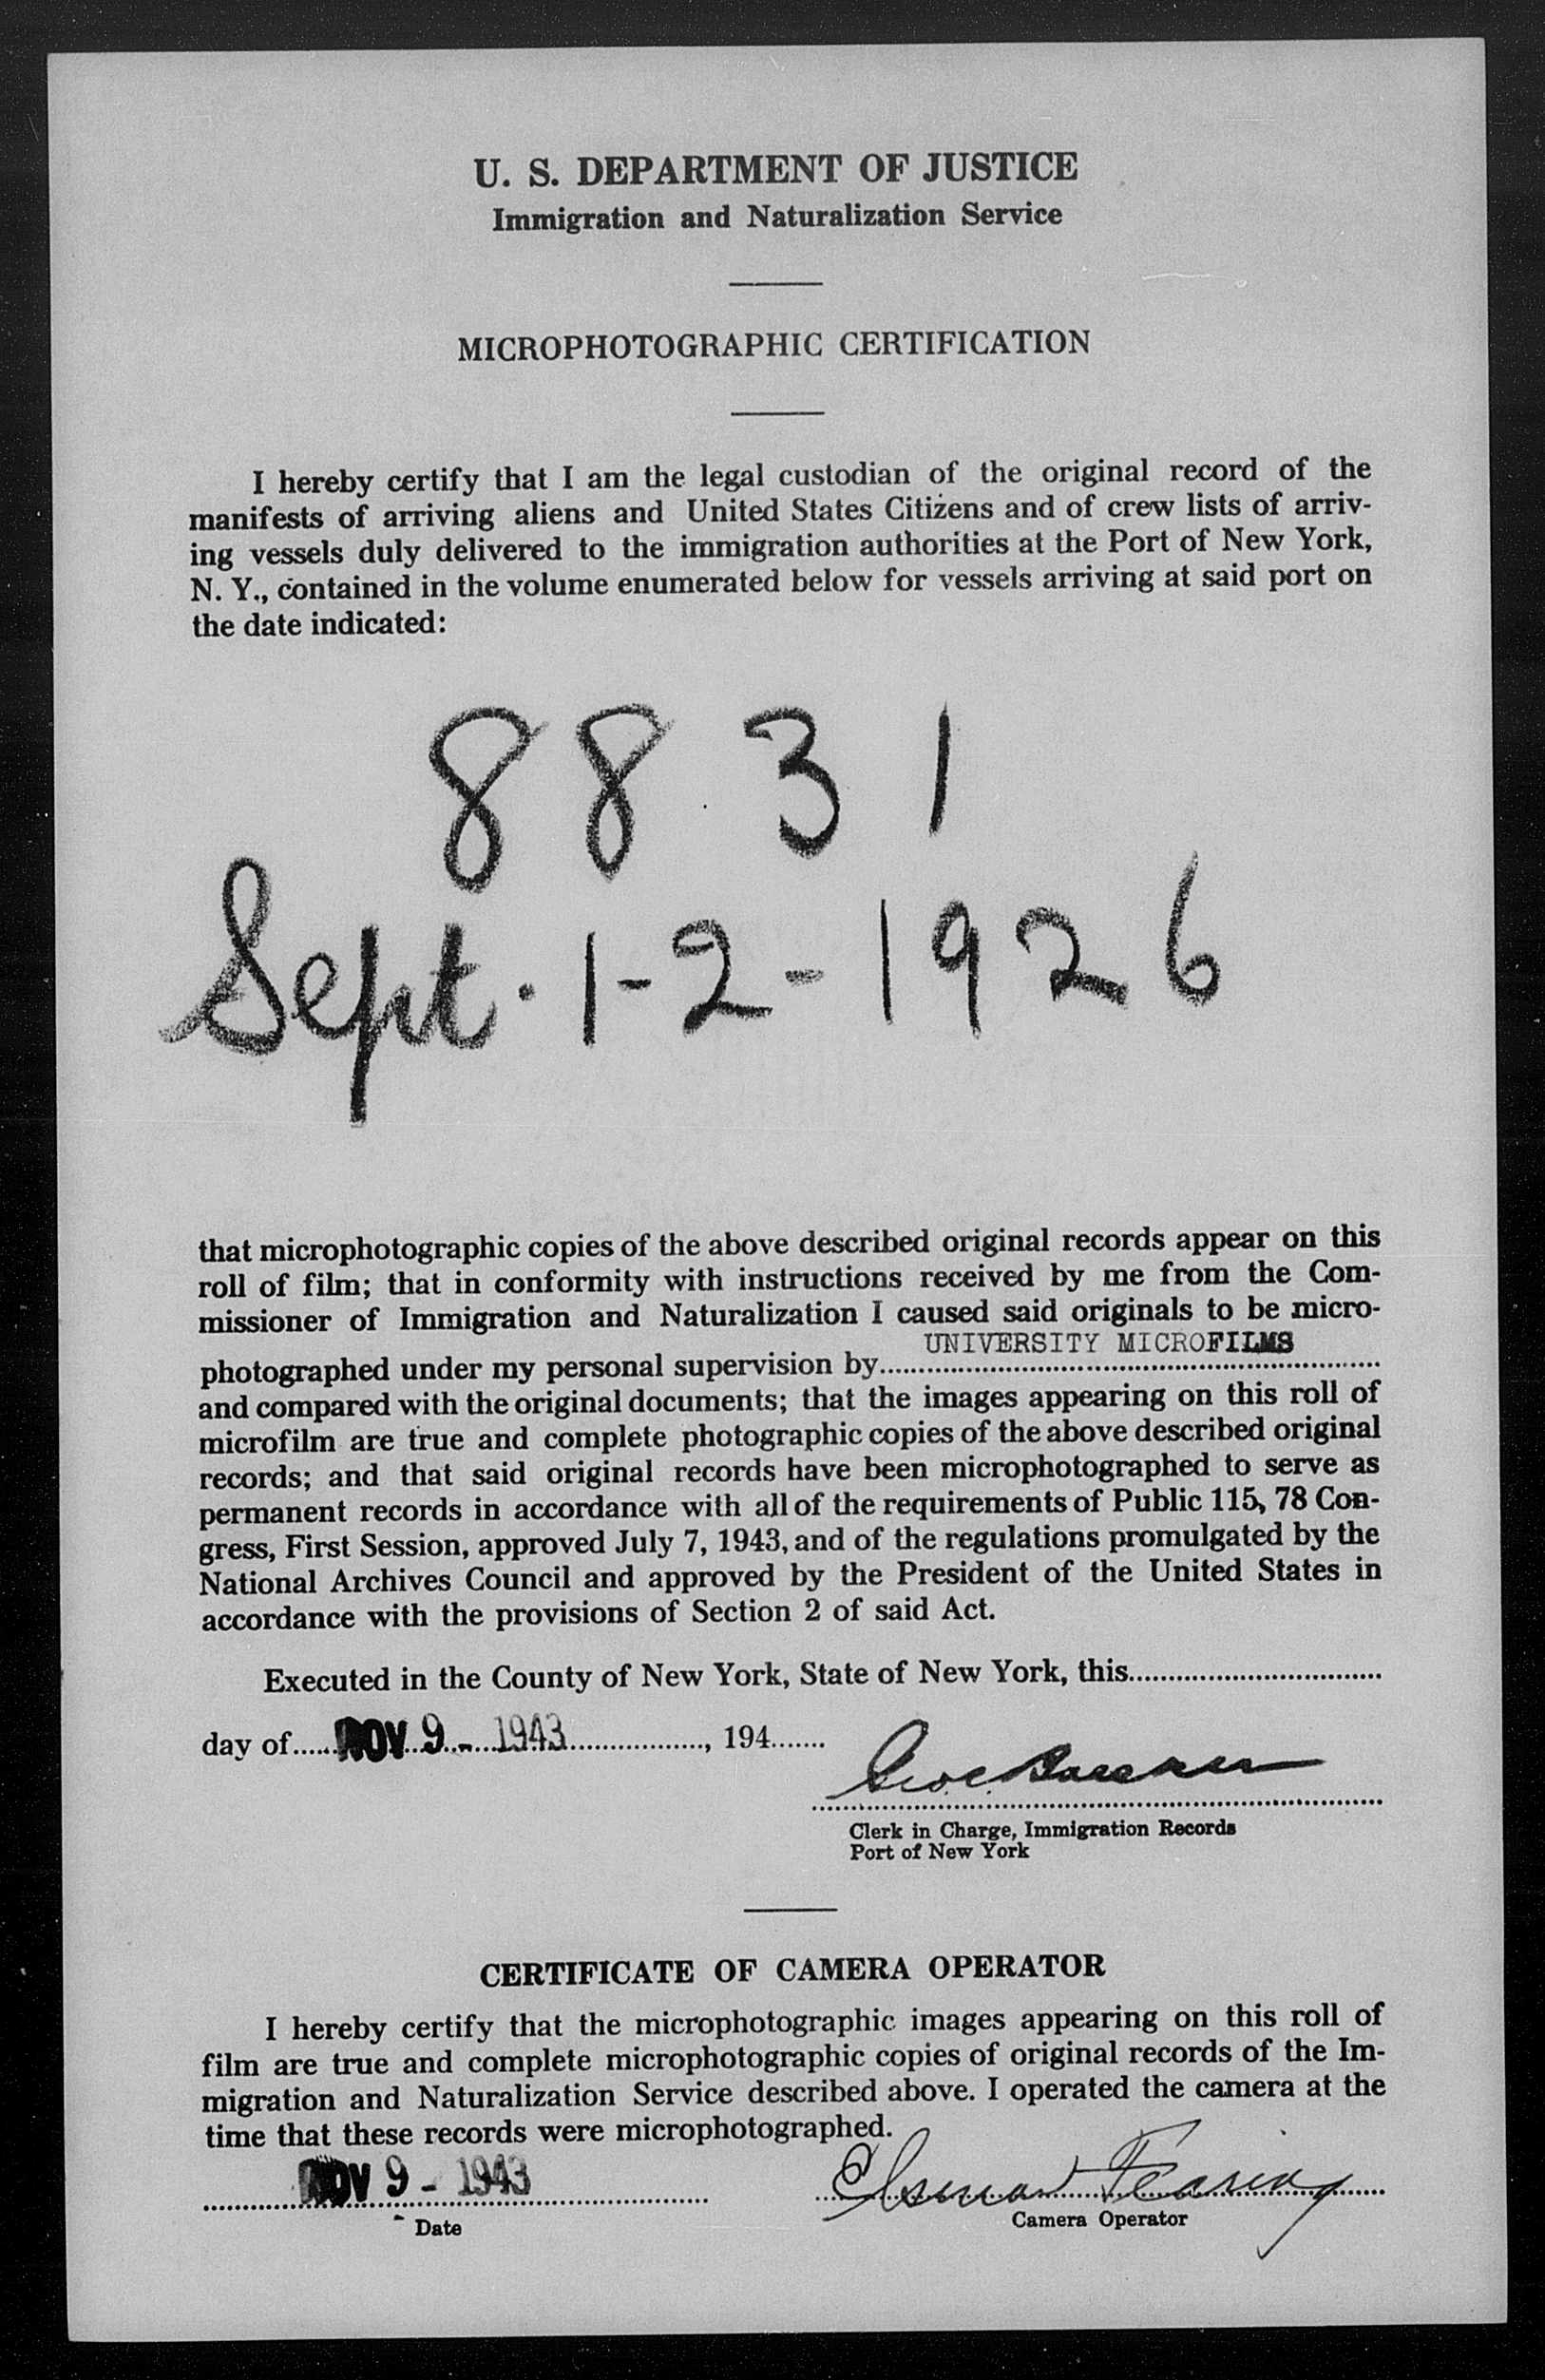 U. S. DEPARTMENT OF JUSTICE
Immigration and Naturalization Service
MICROPHOTOGRAPHIC CERTIFICATION
I hereby certify that I am the legal custodian of the original record of the
manifests of arriving aliens and United States Citizens and of crew lists of arriv-
ing vessels duly delivered to the immigration authorities at the Port of New York,
N. Y., contained in the volume enumerated below for vessels arriving at said port on
the date indicated:
8831
Sept. 1-2-1926
that microphotographic copies of the above described original records appear on this
roll of film; that in conformity with instructions received by me from the Com-
missioner of Immigration and Naturalization I caused said originals to be micro-
UNIVERSITY MICROFILMS
photographed under my personal supervision by
and compared with the original documents; that the images appearing on this roll of
microfilm are true and complete photographic copies of the above described original
records; and that said original records have been microphotographed to serve as
permanent records in accordance with all of the requirements of Public 115, 78 Con-
gress, First Session, approved July 7, 1943, and of the regulations promulgated by the
National Archives Council and approved by the President of the United States in
accordance with the provisions of Section 2 of said Act.
Executed in the County of New York, State of New York, this
day of NOV 9 - 1943, 194
Clerk in Charge, Immigration Records
Port of New York
CERTIFICATE OF CAMERA OPERATOR
I hereby certify that the microphotographic images appearing on this roll of
film are true and complete microphotographic copies of original records of the Im-
migration and Naturalization Service described above. I operated the camera at the
time that these records were microphotographed.
NOV 9 - 1943
Date
Camera Operator